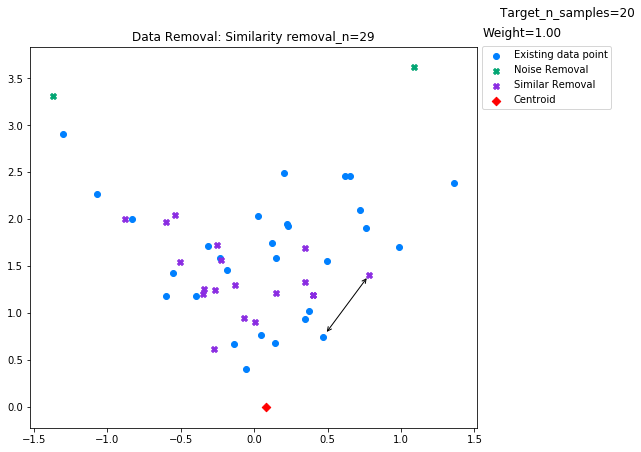 Target_n_samples=20
Weight=1.00
Data Removal: Similarity removal_n=29
Existing data point
Noise Removal
Similar Removal
Centroid
3.5
3.0
2.5
2.0
1.5
1.0
0.5
0.0
−1.5 −1.0 −0.5 0.0 0.5 1.0 1.5